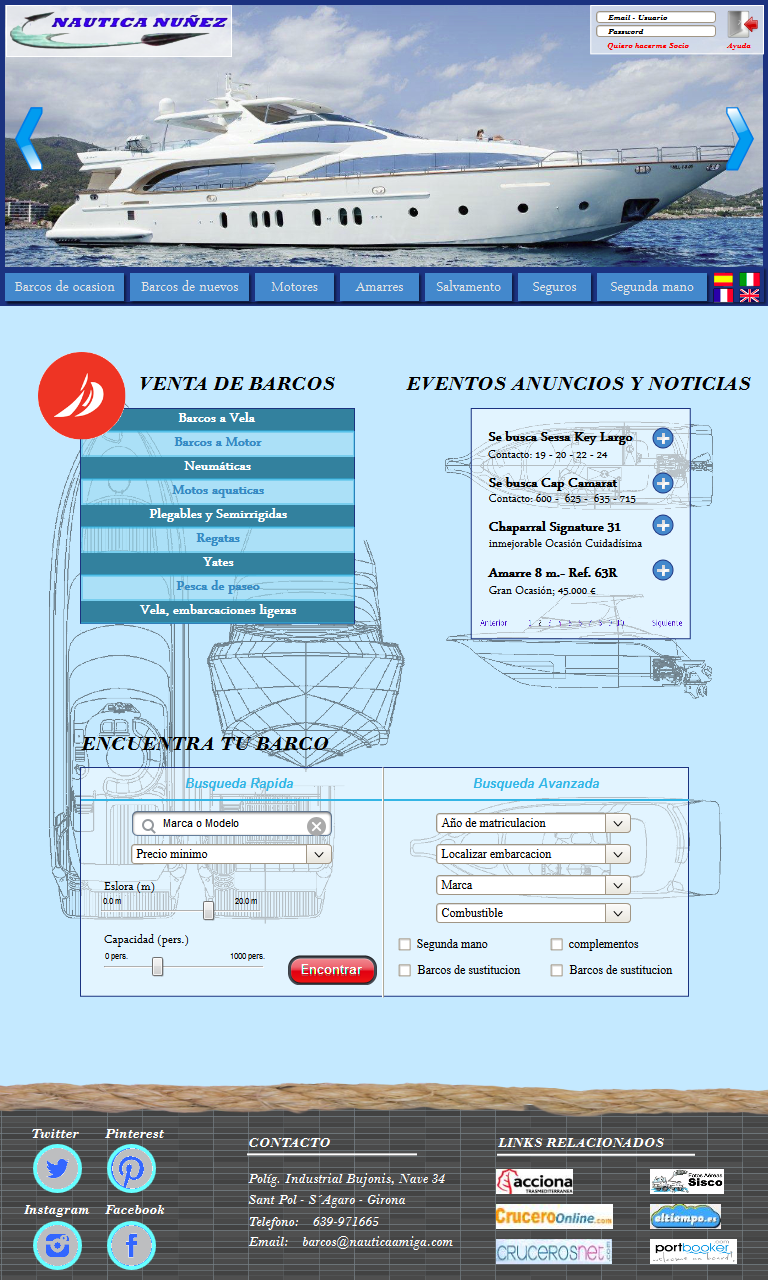 NAUTICA NUÑEZ
Email - Usuario
Password
Quiero hacerme Socio
Ayuda
Barcos de ocasion
Barcos de nuevos
Motores
Amarres
Salvamento
Seguros
Segunda mano
VENTA DE BARCOS
Barcos a Vela
Barcos a Motor
Neumáticas
Motos aquaticas
Plegables y Semirrigidas
Regatas
Yates
Pesca de paseo
Vela, embarcaciones ligeras
EVENTOS ANUNCIOS Y NOTICIAS
Se busca Sessa Key Largo
Contacto: 19 - 20 - 22 - 24
Se busca Cap Camarat
Contacto: 600 - 625 - 635 - 715
Chaparral Signature 31
inmejorable Ocasión Cuidadísima
Amarre 8 m.- Ref. 63R
Gran Ocasión; 45.000 €
Anterior 1 2 3 4 5 6 7 8 9 10 Siguiente
ENCUENTRA TU BARCO
Busqueda Rapida
Marca o Modelo
Precio minimo
Eslora (m)
0.0 m 20.0 m
Capacidad (pers.)
0 pers. 1000 pers.
Encontrar
Busqueda Avanzada
Año de matriculacion
Localizar embarcacion
Marca
Combustible
Segunda mano
complementos
Barcos de sustitucion
Barcos de sustitucion
Twitter
Pinterest
Instagram
Facebook
CONTACTO
Políg. Industrial Bujonis, Nave 34
Sant Pol - S´Agaro - Girona
Telefono: 639-971665
Email: barcos@nauticaamiga.com
LINKS RELACIONADOS
acciona
TRASMEDITERRANEA
Fotos Aéreas
Sisco
CruceroOnline.com
eltiempo.es
CRUCEROSNET
portbooker.com
welcome on board!